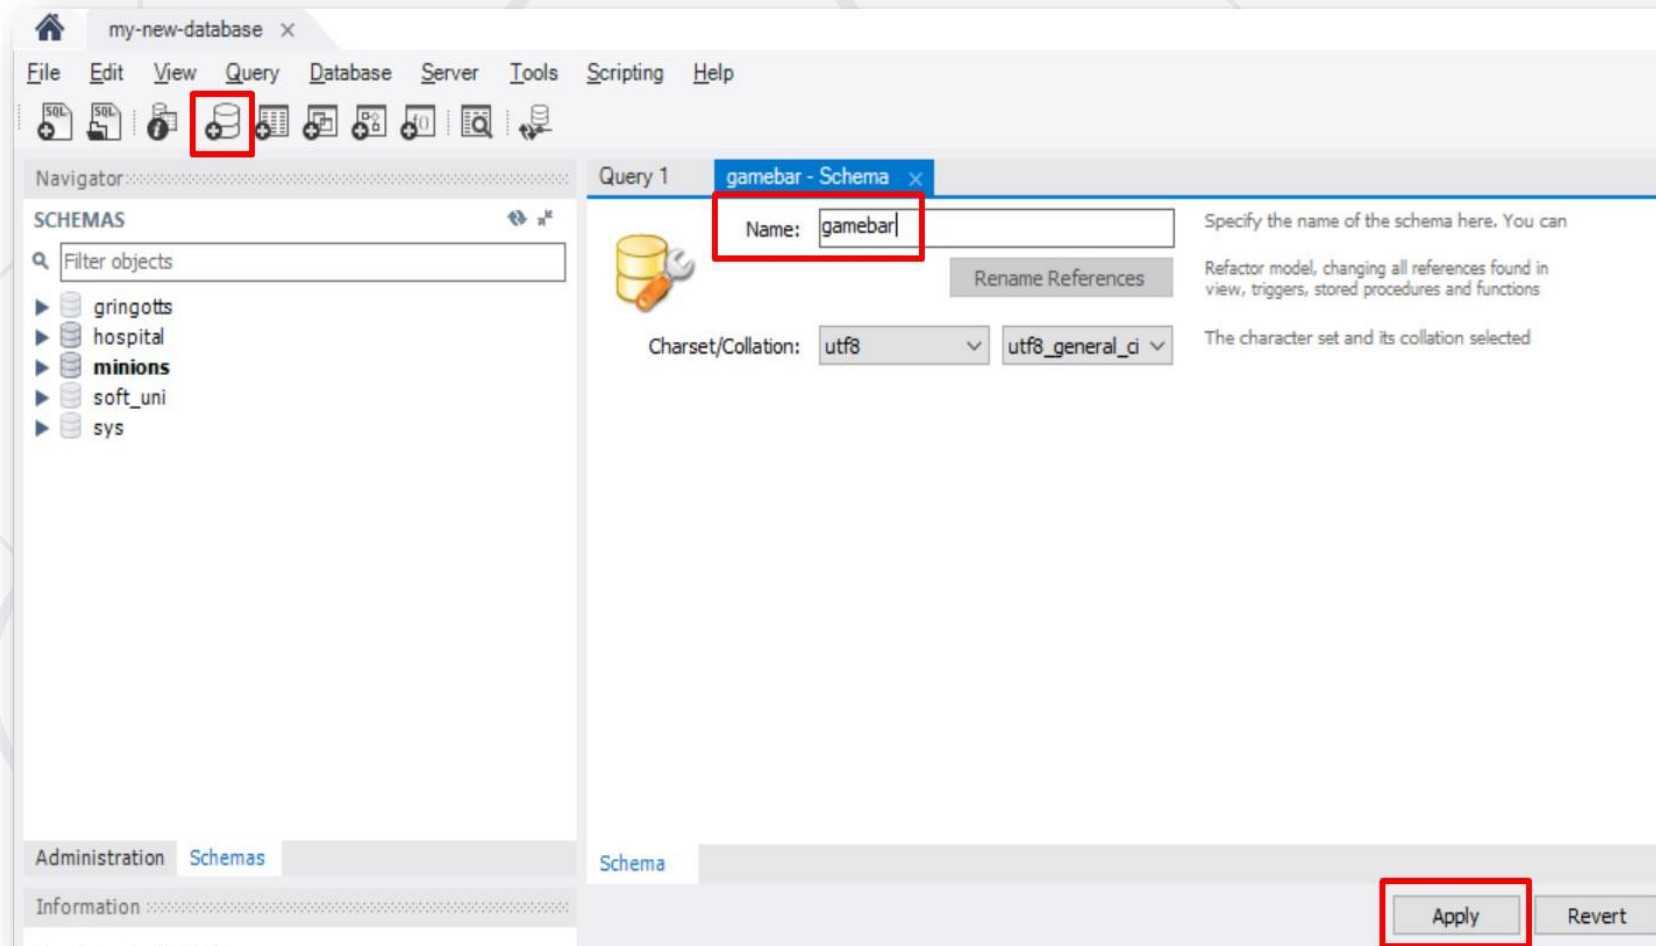 my-new-database
File Edit View Query Database Server Tools Scripting Help
SQL SQL
Navigator
SCHEMAS
Filter objects
gringotts
hospital
minions
soft_uni
sys
Administration Schemas
Information
Query 1 gamebar - Schema
Name: gamebar
Specify the name of the schema here. You can
Rename References
Refactor model, changing all references found in
view, triggers, stored procedures and functions
Charset/Collation: utf8 utf8_general_ci
The character set and its collation selected
Schema
Apply Revert